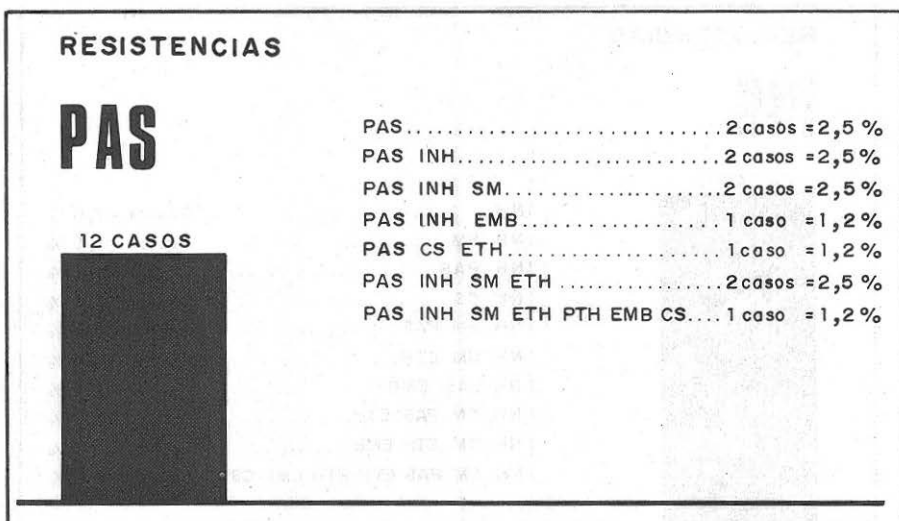 RESISTENCIAS
PAS
12 CASOS
PAS..............................2 casos =2,5 %
PAS INH.........................2 casos =2,5%
PAS INH SM.....................2 casos =2,5%
PAS INH EMB...................1 caso =1,2%
PAS CS ETH.....................1 caso =1,2%
PAS INH SM ETH ...............2 casos =2,5%
PAS INH SM ETH PTH EMB CS....1 caso =1,2%